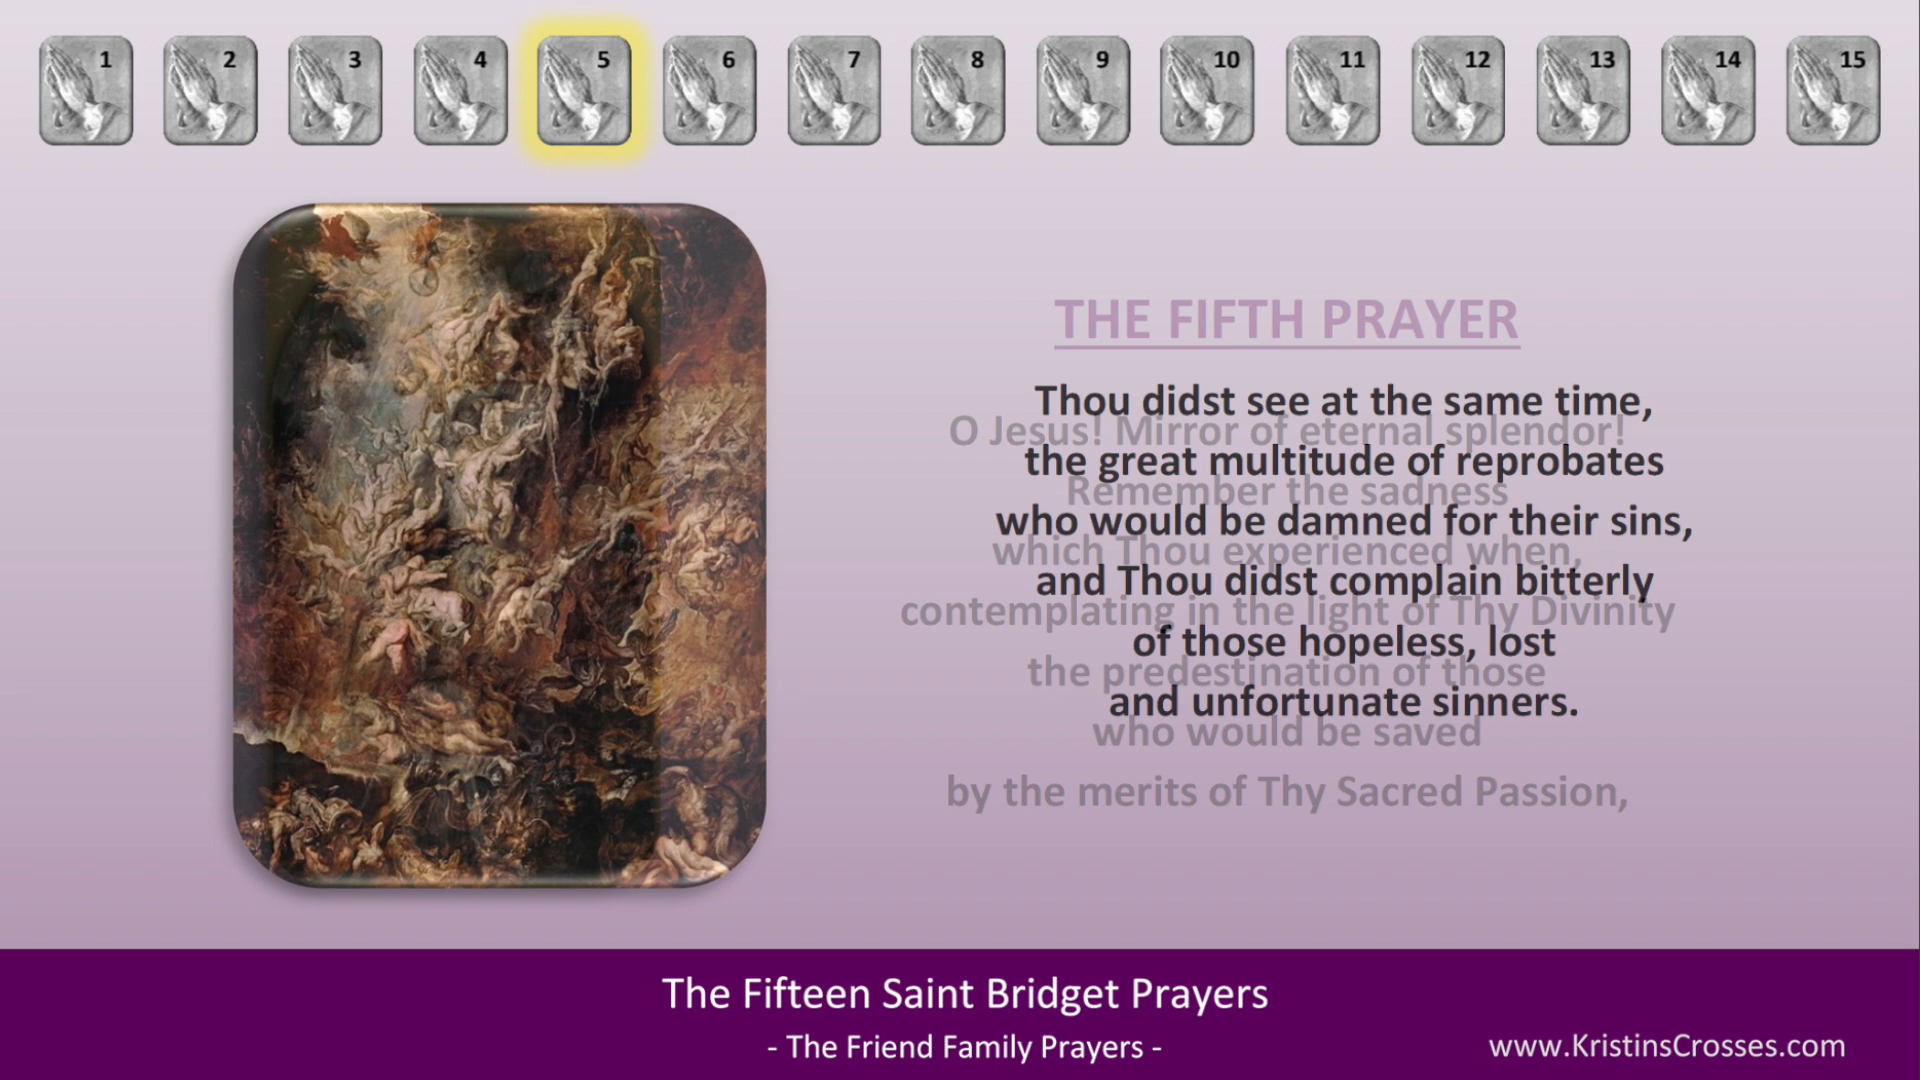 1 2 3 4 5 6 7 8 9 10 11 12 13 14 15
THE FIFTH PRAYER
Thou didst see at the same time,
the great multitude of reprobates
who would be damned for their sins,
and Thou didst complain bitterly
of those hopeless, lost
and unfortunate sinners.
O Jesus! Mirror of eternal splendor!
Remember the sadness
which Thou experienced when,
contemplating in the light of Thy Divinity
the predestination of those
who would be saved
by the merits of Thy Sacred Passion,
The Fifteen Saint Bridget Prayers
- The Friend Family Prayers -
www.KristinsCrosses.com